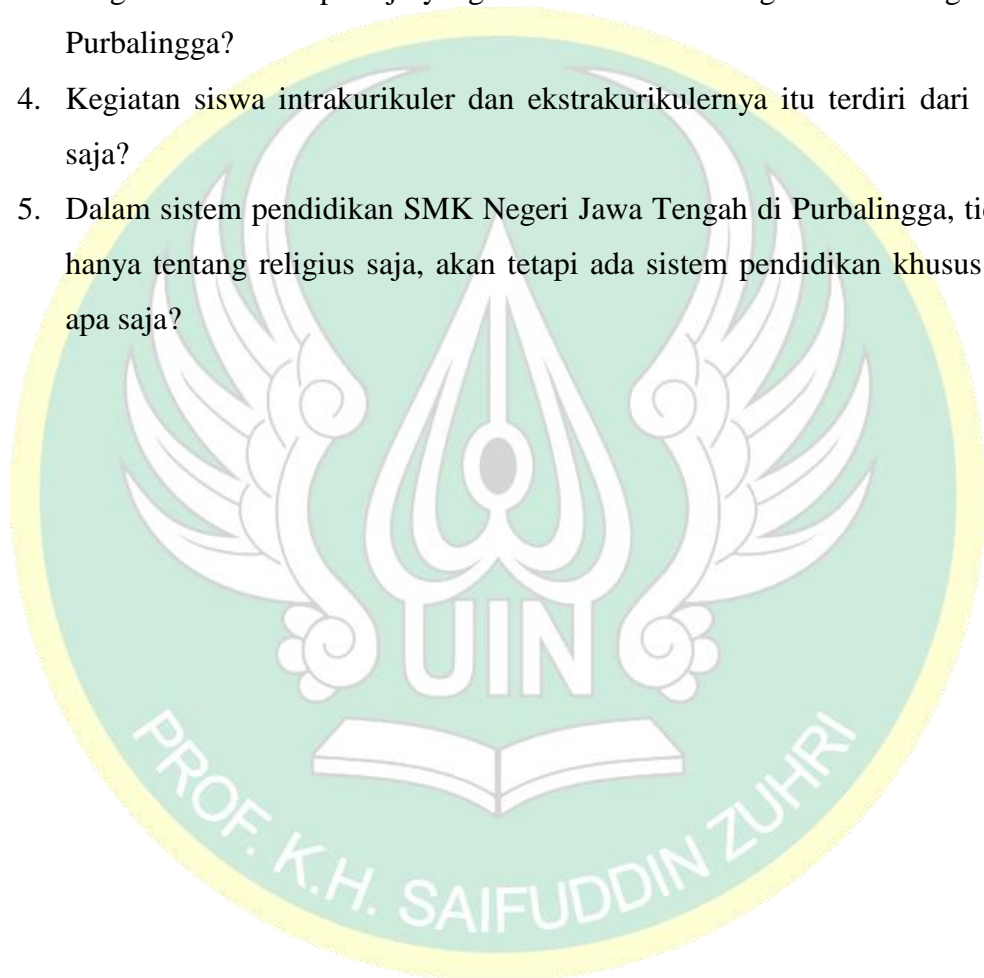 Purbalingga?
4. Kegiatan siswa intrakurikuler dan ekstrakurikulernya itu terdiri dari
saja?
5. Dalam sistem pendidikan SMK Negeri Jawa Tengah di Purbalingga,
hanya tentang religius saja, akan tetapi ada sistem pendidikan khusus
apa saja?
UIN
PROF. K.H. SAIFUDDIN ZUHRI